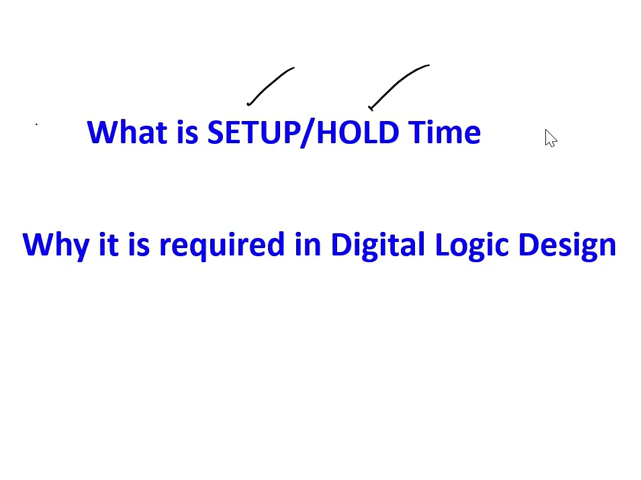 What is SETUP/HOLD Time
Why it is required in Digital Logic Design